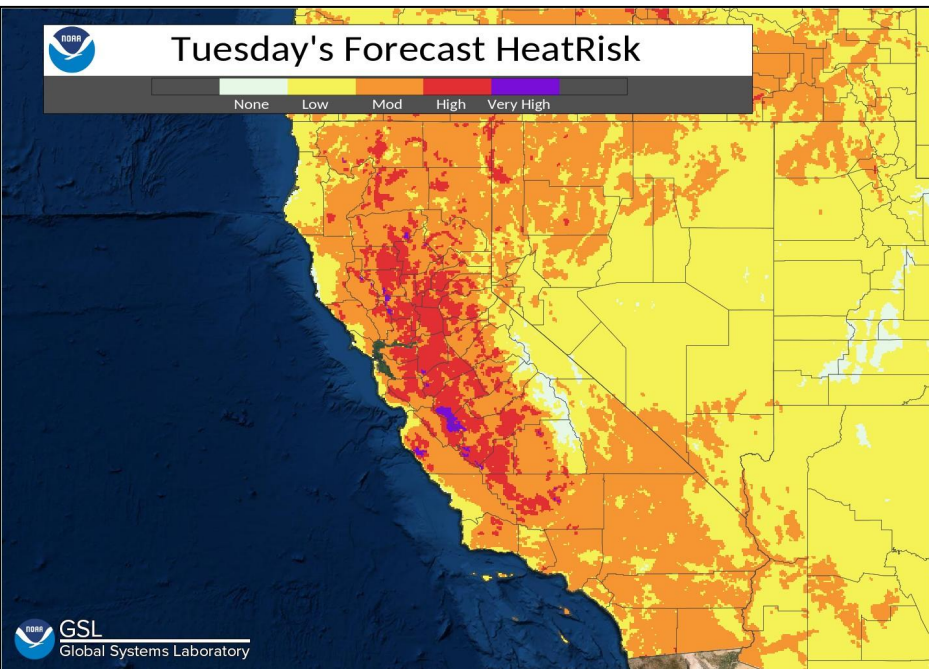 NOAA
Tuesday's Forecast HeatRisk
None Low Mod High Very High
NOAA
GSL
Global Systems Laboratory